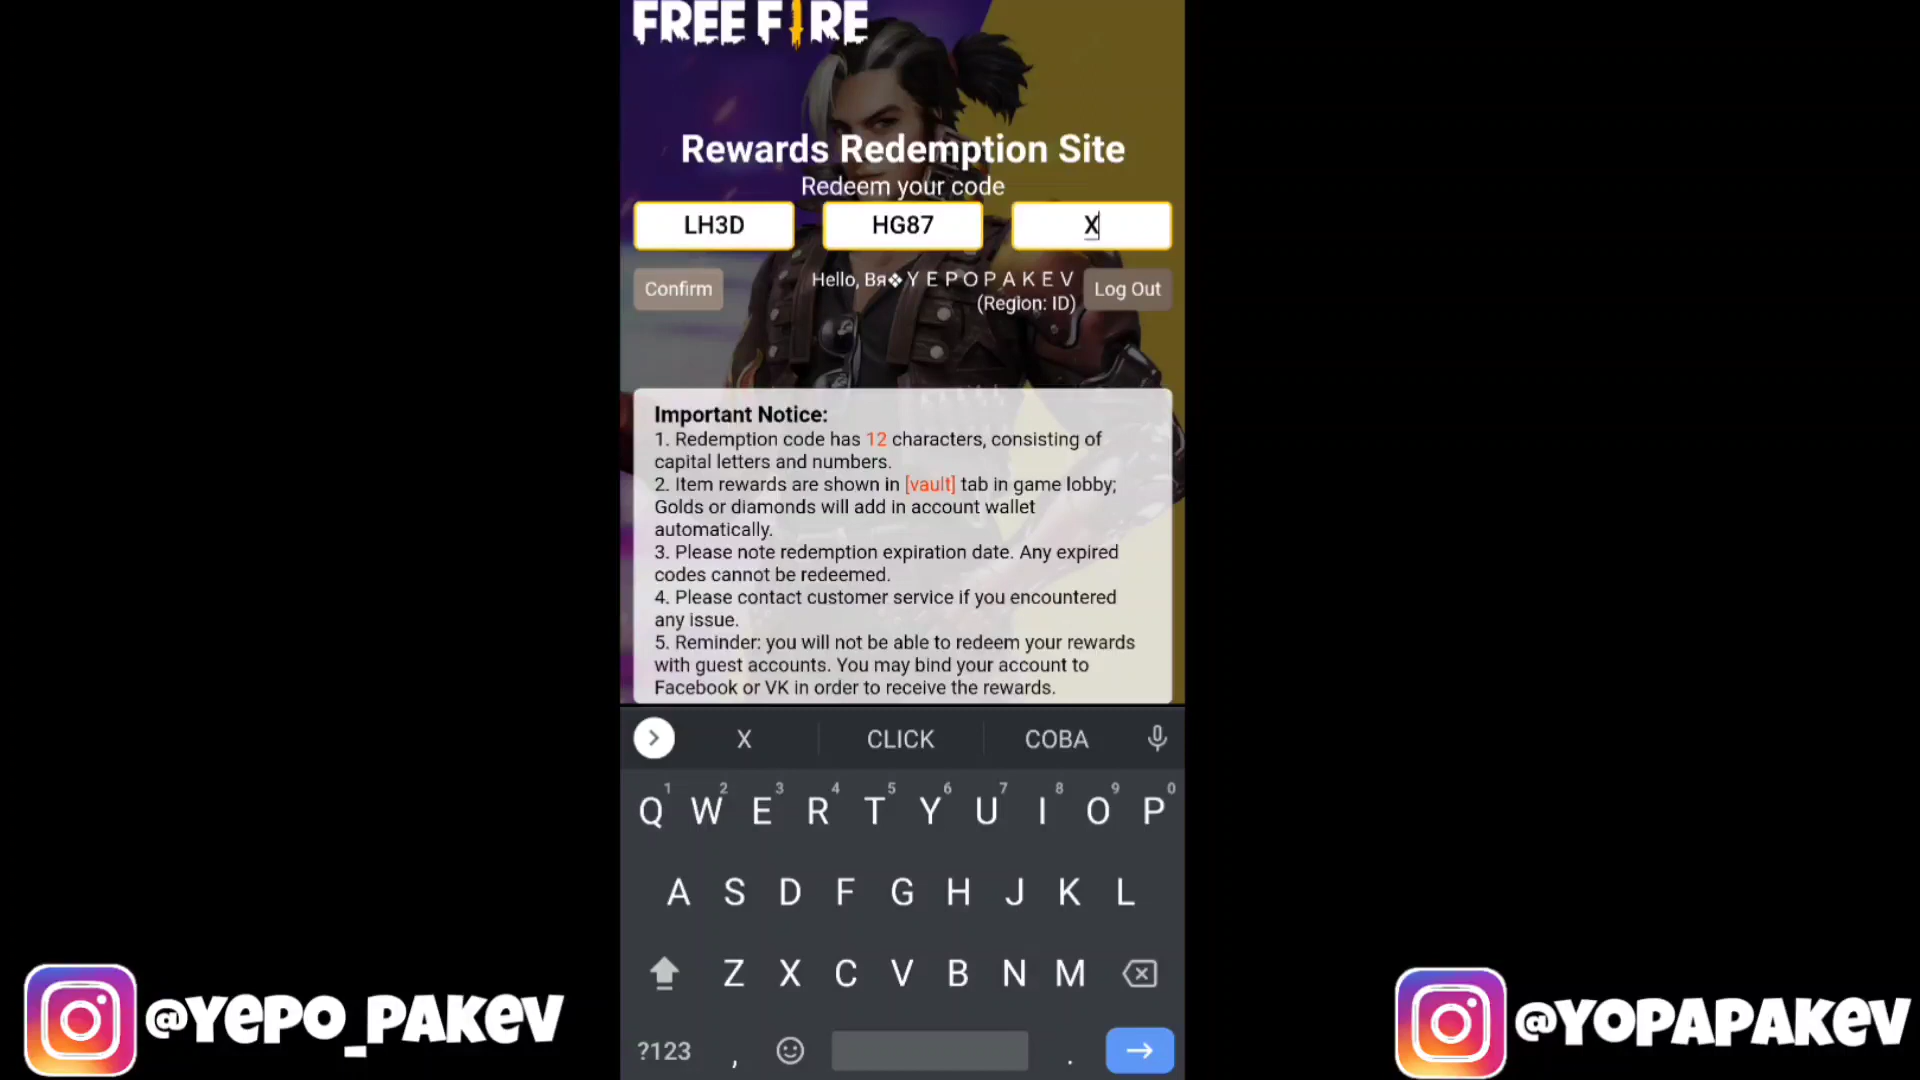 FREE FIRE
Rewards Redemption Site
Redeem your code
LH3D HG87 X
Confirm
Hello, Вя❖Y E P O P A K E V
(Region: ID)
Log Out
Important Notice:
1. Redemption code has 12 characters, consisting of
capital letters and numbers.
2. Item rewards are shown in [vault] tab in game lobby;
Golds or diamonds will add in account wallet
automatically.
3. Please note redemption expiration date. Any expired
codes cannot be redeemed.
4. Please contact customer service if you encountered
any issue.
5. Reminder: you will not be able to redeem your rewards
with guest accounts. You may bind your account to
Facebook or VK in order to receive the rewards.
X CLICK COBA
1 2 3 4 5 6 7 8 9 0
Q W E R T Y U I O P
A S D F G H J K L
Z X C V B N M
?123 , .
@YEPO_PAKEV
@YOPAPAKEV